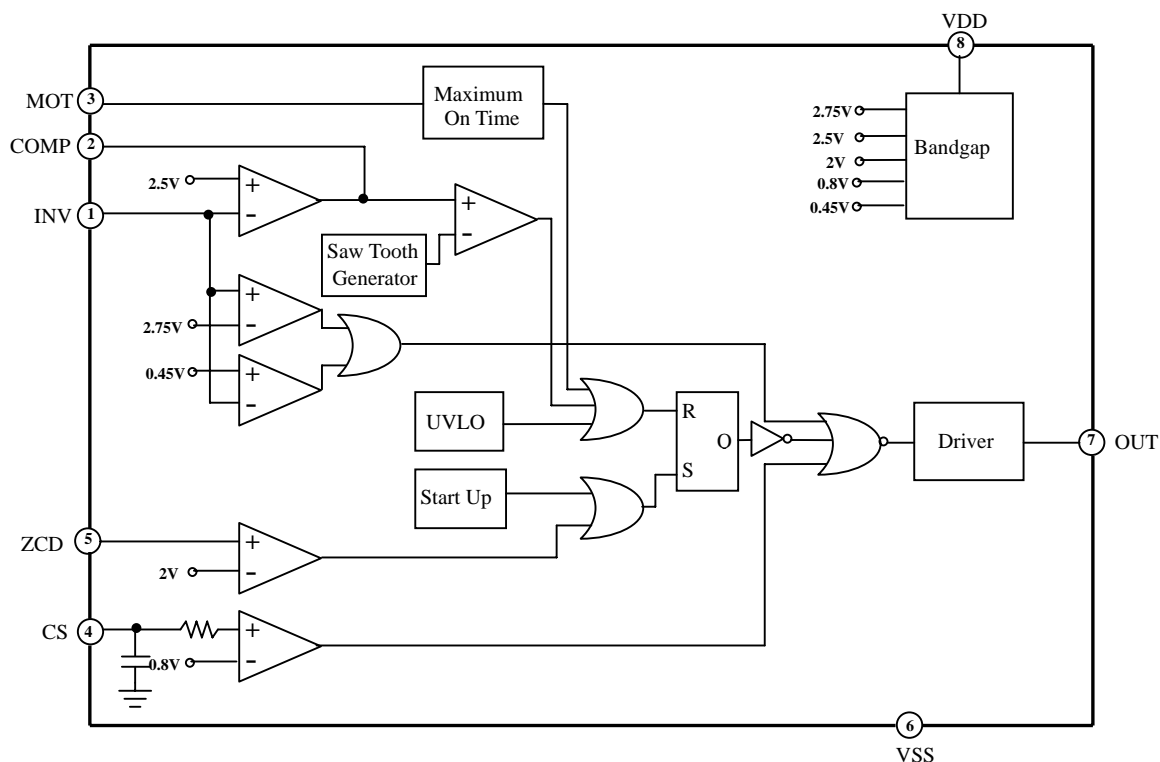 VDD
8
MOT
3
Maximum
On Time
COMP
2
2.75V
2.5V
2V
0.8V
0.45V
Bandgap
2.5V
+
-
INV
1
+
-
Saw Tooth
Generator
+
-
2.75V
0.45V
+
-
UVLO
R
O
S
Driver
7
OUT
Start Up
ZCD
5
+
-
2V
CS
4
+
-
0.8V
6
VSS